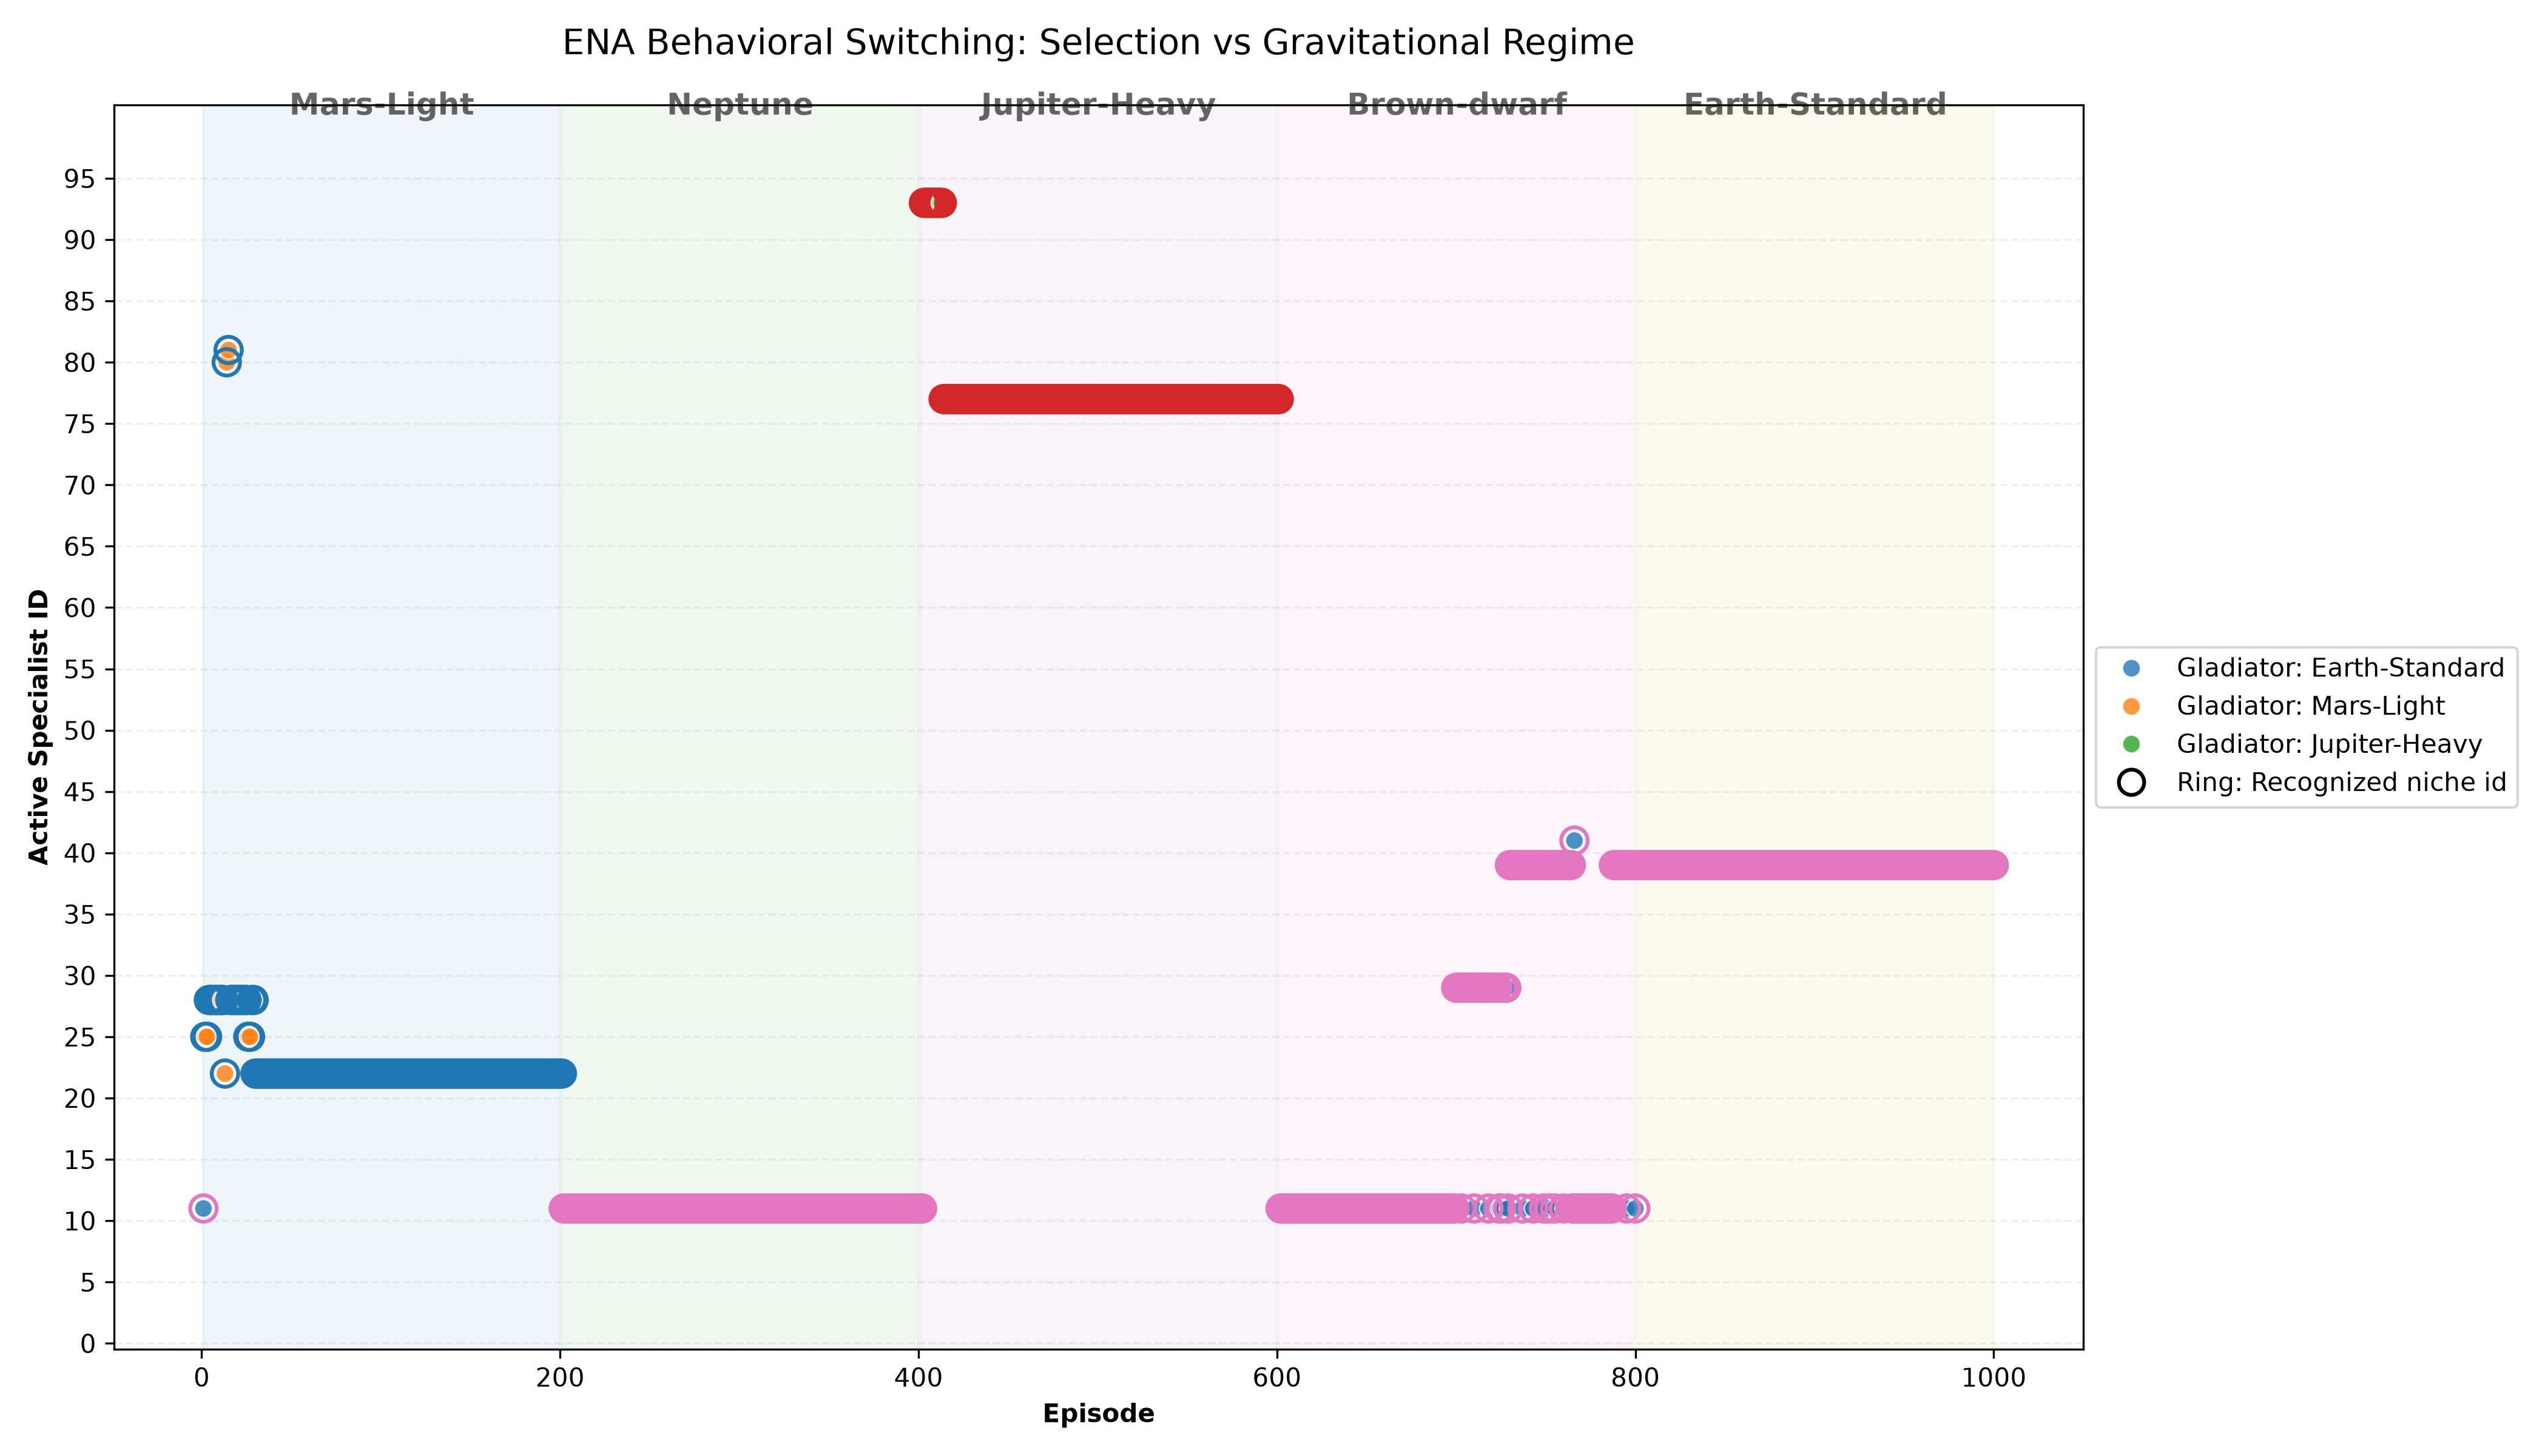 ENA Behavioral Switching: Selection vs Gravitational Regime
Mars-Light Neptune Jupiter-Heavy Brown-dwarf Earth-Standard
95
90
85
80
75
70
65
60
55
50
45
40
35
30
25
20
15
10
5
0
Active Specialist ID
0 200 400 600 800 1000
Episode
Gladiator: Earth-Standard
Gladiator: Mars-Light
Gladiator: Jupiter-Heavy
Ring: Recognized niche id